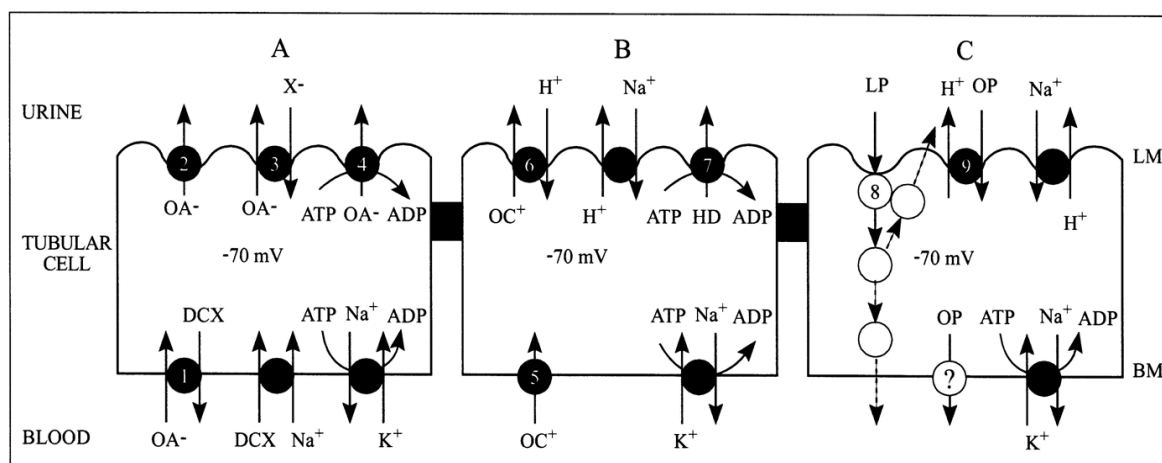 A B C
X- H⁺ Na⁺ LP H⁺ OP Na⁺
URINE
2 3 4 6 7 8 9 LM
OA- OA- ATP OA- ADP OC⁺ H⁺ ATP HD ADP H⁺
TUBULAR
CELL
-70 mV -70 mV -70 mV
DCX ATP Na⁺ ADP ATP Na⁺ ADP OP ATP Na⁺ ADP
1 5 ? BM
BLOOD OA- DCX Na⁺ K⁺ OC⁺ K⁺ K⁺